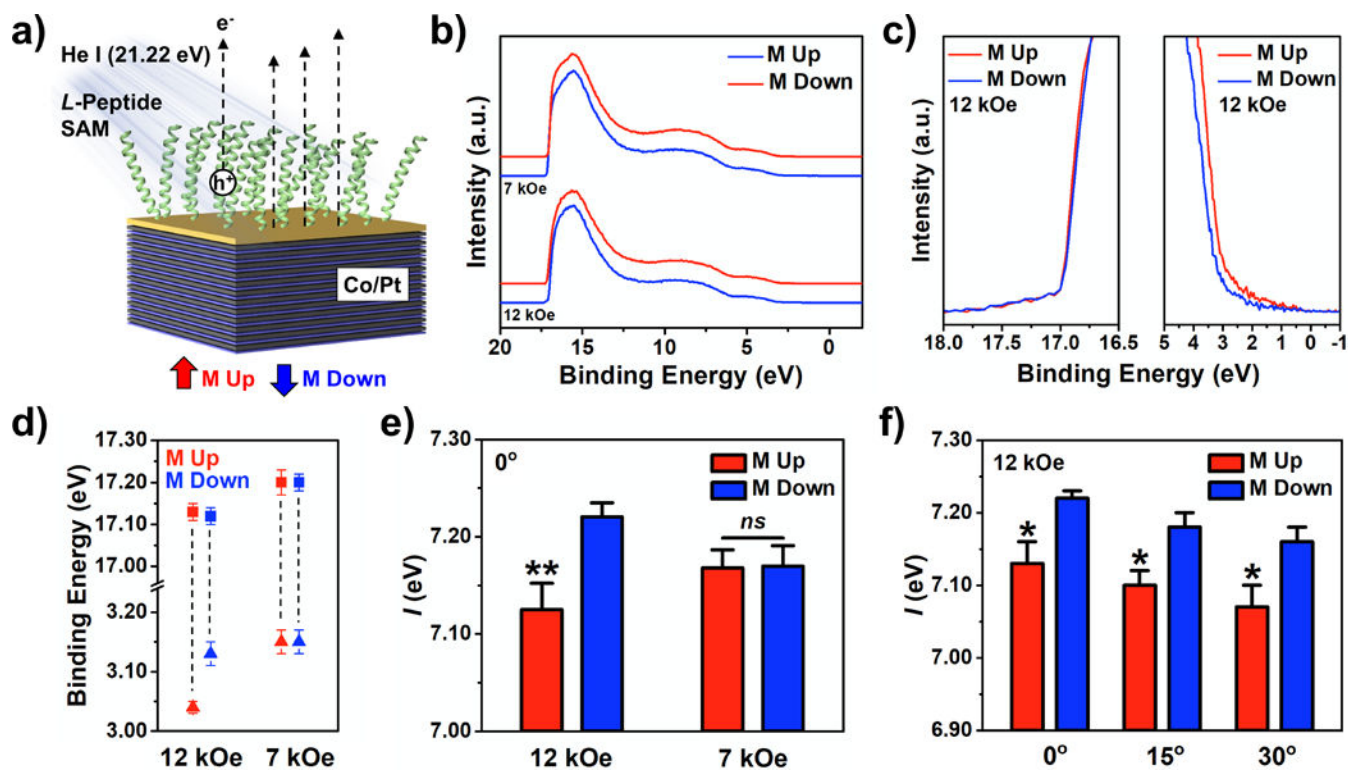 a)
e-
He I (21.22 eV)
L-Peptide
SAM
h+
Co/Pt
M Up
M Down
b)
M Up
M Down
7 kOe
12 kOe
Intensity (a.u.)
20 15 10 5 0
Binding Energy (eV)
c)
M Up
M Down
12 kOe
M Up
M Down
12 kOe
Intensity (a.u.)
18.0 17.5 17.0 16.5
5 4 3 2 1 0 -1
Binding Energy (eV)
d)
M Up
M Down
Binding Energy (eV)
17.30
17.20
17.10
17.00
3.20
3.10
3.00
12 kOe 7 kOe
e)
0°
M Up
M Down
**
ns
I (eV)
7.30
7.20
7.10
7.00
12 kOe 7 kOe
f)
12 kOe
M Up
M Down
*
*
*
I (eV)
7.30
7.20
7.10
7.00
6.90
0° 15° 30°